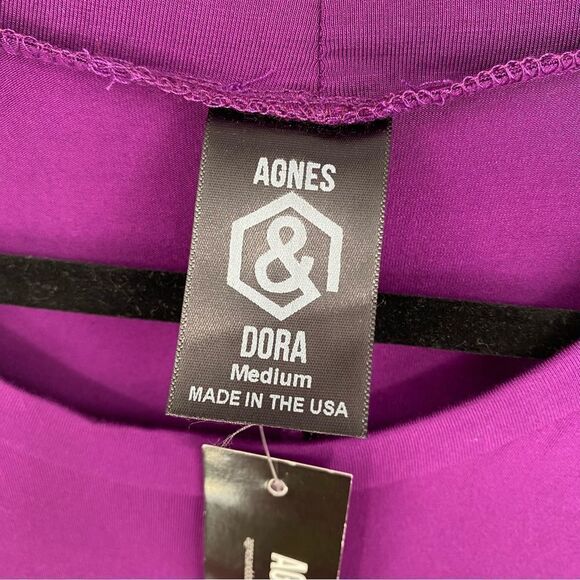 AGNES
&
DORA
Medium
MADE IN THE USA